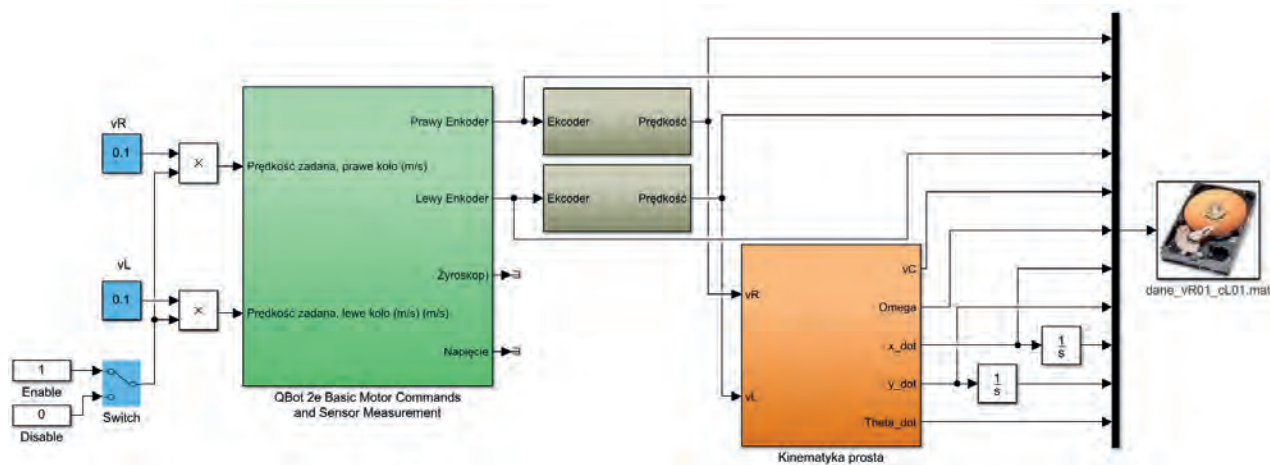 vR
0.1
×
Prędkość zadana, prawe koło (m/s)
vL
0.1
×
Prędkość zadana, lewe koło (m/s) (m/s)
1
Enable
0
Disable
Switch
Prawy Enkoder
Lewy Enkoder
Żyroskop)
Napięcie
QBot 2e Basic Motor Commands
and Sensor Measurement
Ekcoder Prędkość
Ekcoder Prędkość
vR
vL
vC
Omega
x_dot
y_dot
Theta_dot
Kinematyka prosta
1
s
1
s
dane_vR01_cL01.mat